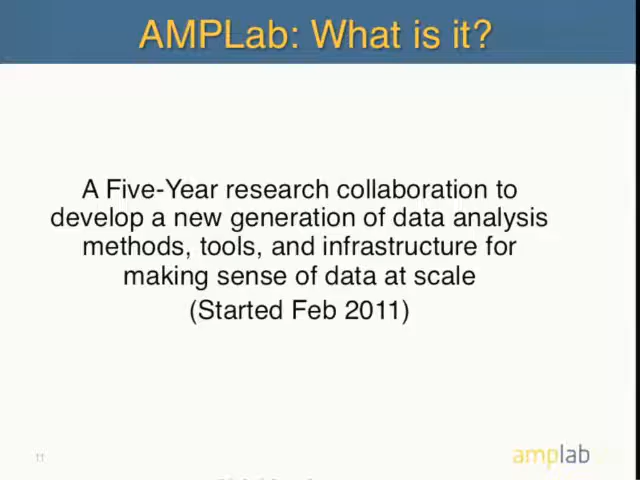 AMPLab: What is it?
A Five-Year research collaboration to
develop a new generation of data analysis
methods, tools, and infrastructure for
making sense of data at scale
(Started Feb 2011)
11
amplab